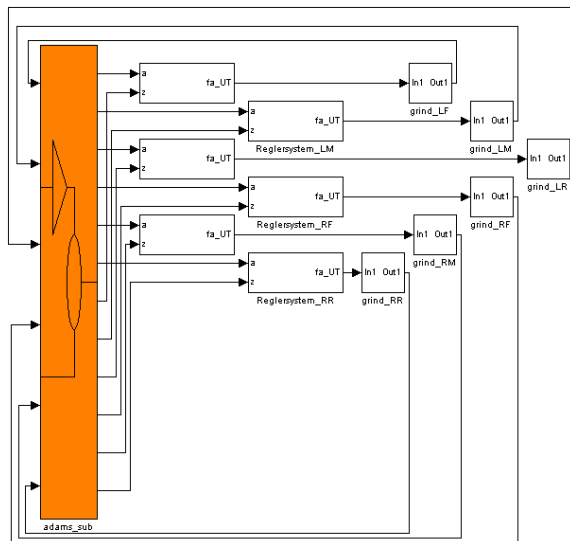 a
z
fa_UT
In1 Out1
grind_LF
a
z
fa_UT
Reglersystem_LM
In1 Out1
grind_LM
a
z
fa_UT
In1 Out1
grind_LR
a
z
fa_UT
Reglersystem_RF
In1 Out1
grind_RF
a
z
fa_UT
In1 Out1
grind_RM
a
z
fa_UT
Reglersystem_RR
In1 Out1
grind_RR
adams_sub